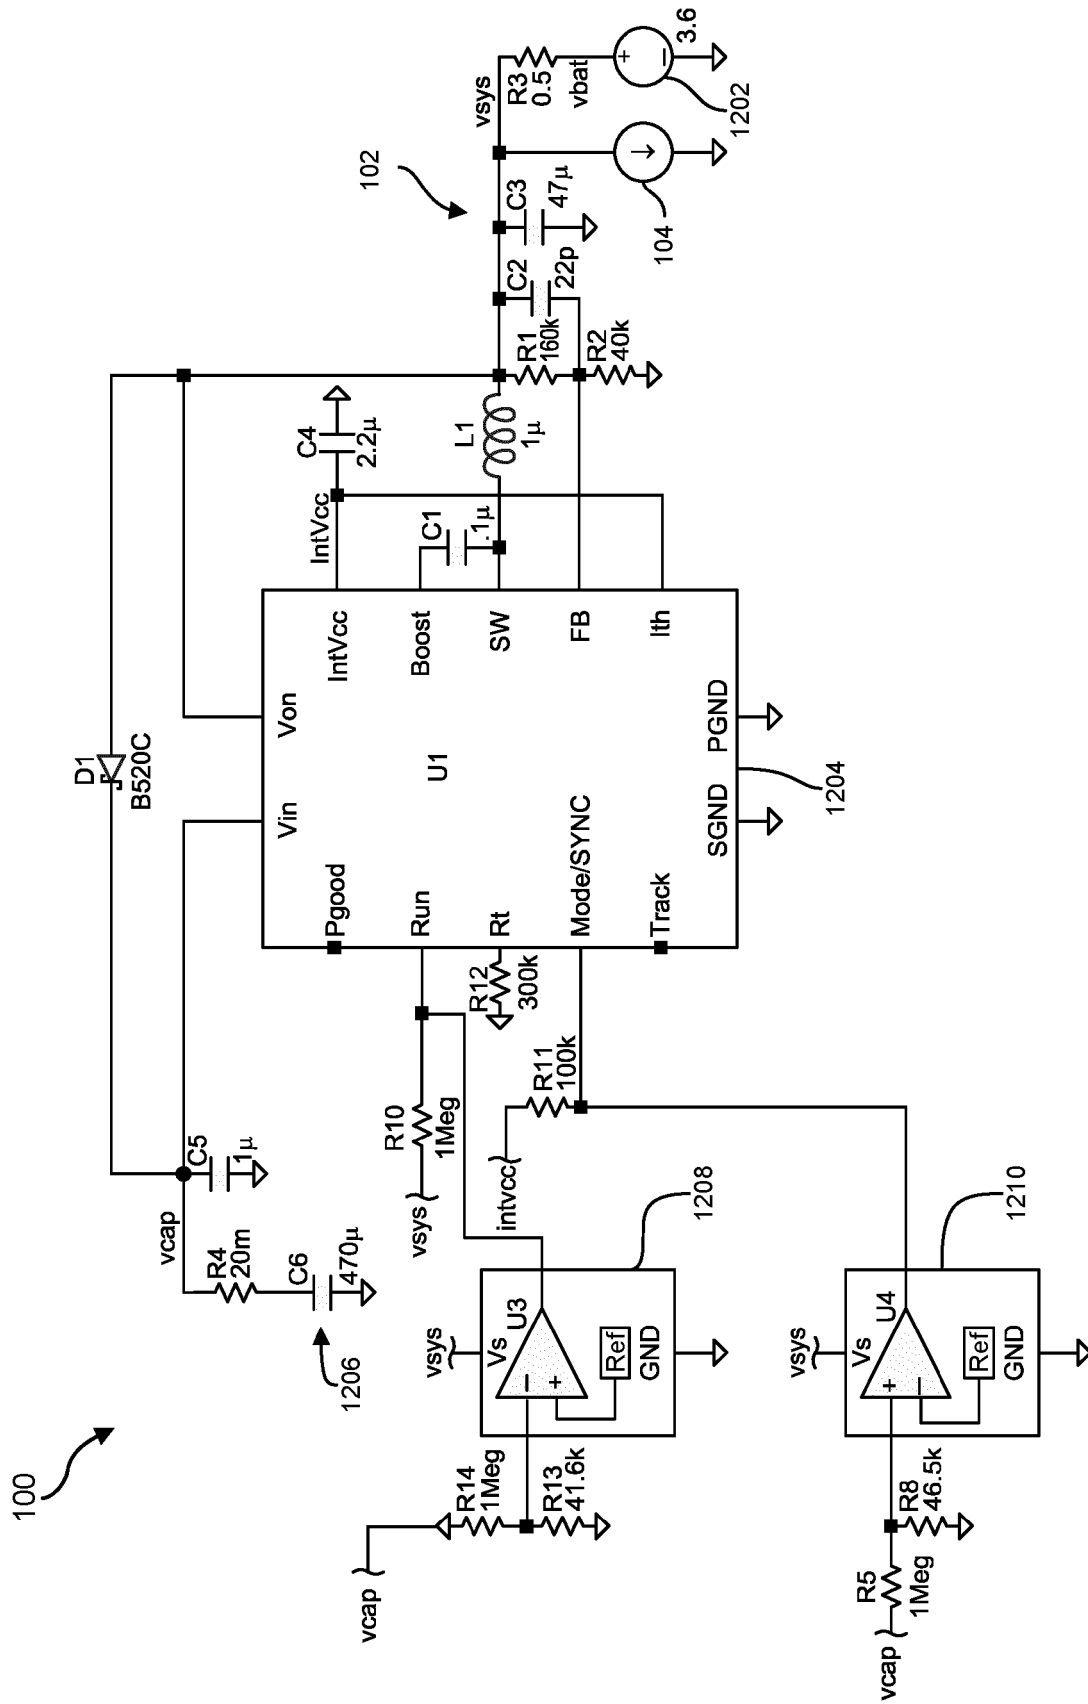 100
vcap
R4
20m
C6
470μ
1206
C5
1μ
D1
B520C
Vin
Von
Pgood
Run
Rt
Mode/SYNC
Track
U1
IntVcc
Boost
SW
FB
Ith
SGND
PGND
1204
IntVcc
C4
2.2μ
C1
.1μ
L1
1μ
R1
160k
R2
40k
C2
22p
C3
47μ
102
vsys
R3
0.5
vbat
3.6
1202
104
R10
1Meg
vsys
R12
300k
R11
100k
intvcc
vcap
R14
1Meg
R13
41.6k
vsys
Vs
U3
−
+
Ref
GND
1208
vcap
R5
1Meg
R8
46.5k
vsys
Vs
U4
+
−
Ref
GND
1210